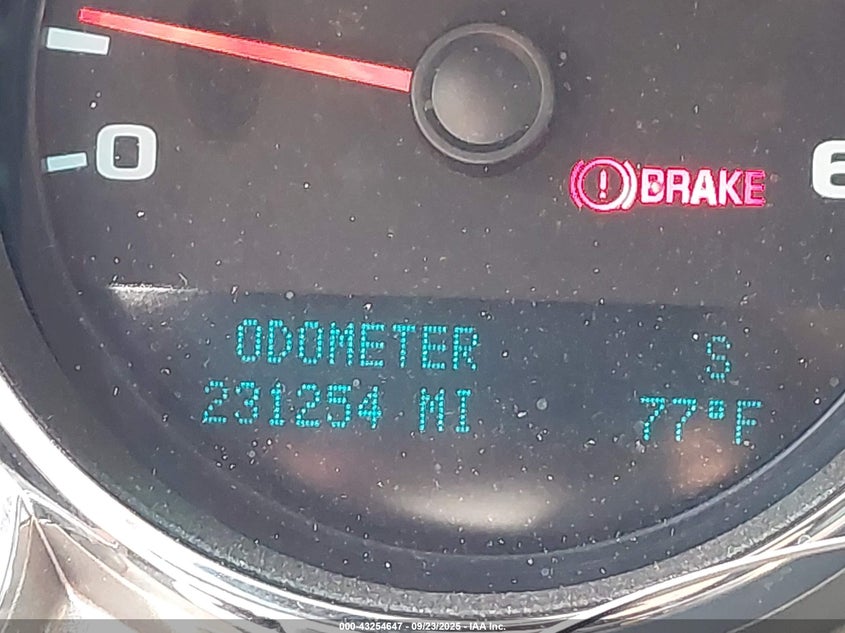 0
6
BRAKE
ODOMETER S
231254 MI 77°F
000-43254647 - 09/23/2025 - IAA Inc.